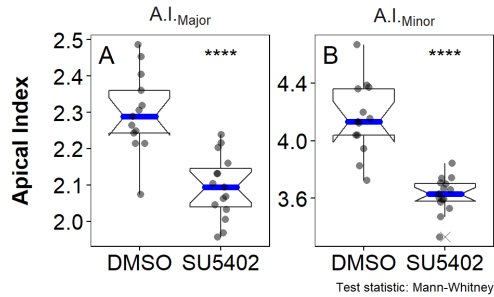 A.I.Major
A.I.Minor
Apical Index
A
****
2.5
2.4
2.3
2.2
2.1
2.0
DMSO SU5402
B
****
4.4
4.0
3.6
DMSO SU5402
Test statistic: Mann-Whitney